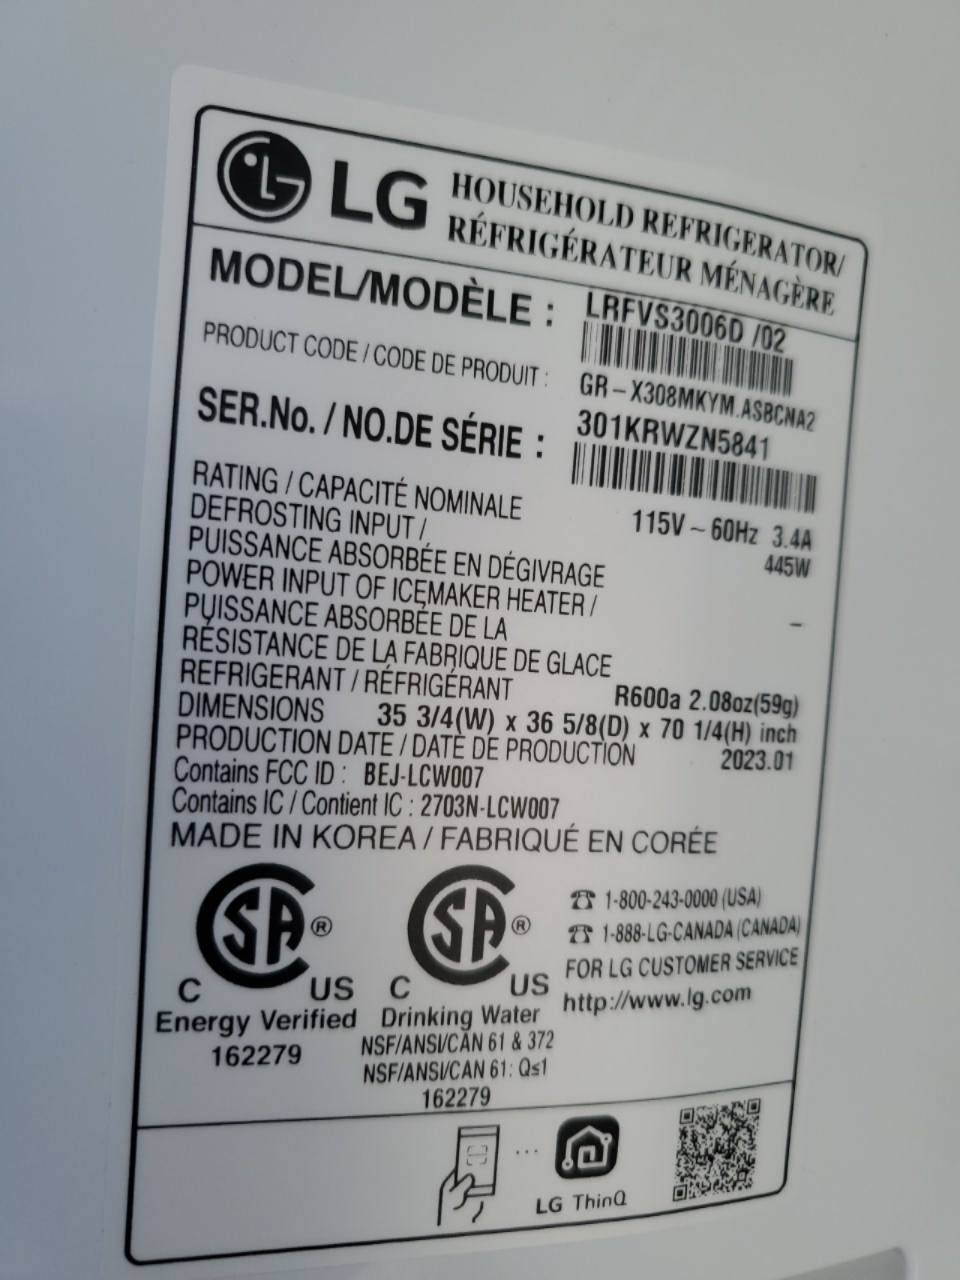 LG HOUSEHOLD REFRIGERATOR/
RÉFRIGÉRATEUR MÉNAGÈRE
MODEL/MODÈLE : LRFVS3006D /02
PRODUCT CODE / CODE DE PRODUIT : GR-X308MKYM.ASBCNA2
SER.No. / NO.DE SÉRIE : 301KRWZN5841
RATING / CAPACITÉ NOMINALE 115V ~ 60Hz 3.4A
DEFROSTING INPUT / 445W
PUISSANCE ABSORBÉE EN DÉGIVRAGE
POWER INPUT OF ICEMAKER HEATER / –
PUISSANCE ABSORBÉE DE LA
RÉSISTANCE DE LA FABRIQUE DE GLACE
REFRIGERANT / RÉFRIGÉRANT R600a 2.08oz(59g)
DIMENSIONS 35 3/4(W) x 36 5/8(D) x 70 1/4(H) inch
PRODUCTION DATE / DATE DE PRODUCTION 2023.01
Contains FCC ID : BEJ-LCW007
Contains IC / Contient IC : 2703N-LCW007
MADE IN KOREA / FABRIQUÉ EN CORÉE
SA®
C US
Energy Verified
162279
SA®
C US
Drinking Water
NSF/ANSI/CAN 61 & 372
NSF/ANSI/CAN 61: Q≤1
162279
☎ 1-800-243-0000 (USA)
☎ 1-888-LG-CANADA (CANADA)
FOR LG CUSTOMER SERVICE
http://www.lg.com
LG ThinQ